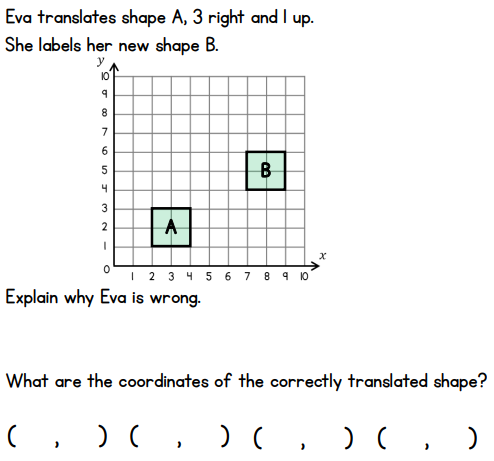 Eva translates shape A, 3 right and 1 up.
She labels her new shape B.
y
10
9
8
7
6
5
4
3
2
1
0
B
A
1 2 3 4 5 6 7 8 9 10
x
Explain why Eva is wrong.
What are the coordinates of the correctly translated shape?
( , ) ( , ) ( , ) ( , )